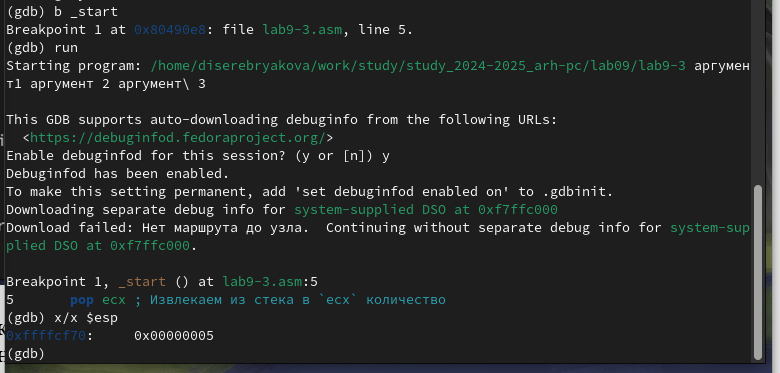 (gdb) b _start
Breakpoint 1 at 0x80490e8: file lab9-3.asm, line 5.
(gdb) run
Starting program: /home/diserebryakova/work/study/study_2024-2025_arh-pc/lab09/lab9-3 аргумен
т1 аргумент 2 аргумент\ 3
This GDB supports auto-downloading debuginfo from the following URLs:
<https://debuginfod.fedoraproject.org/>
Enable debuginfod for this session? (y or [n]) y
Debuginfod has been enabled.
To make this setting permanent, add 'set debuginfod enabled on' to .gdbinit.
Downloading separate debug info for system-supplied DSO at 0xf7ffc000
Download failed: Нет маршрута до узла.  Continuing without separate debug info for system-sup
plied DSO at 0xf7ffc000.
Breakpoint 1, _start () at lab9-3.asm:5
5       pop ecx ; Извлекаем из стека в `ecx` количество
(gdb) x/x $esp
0xffffcf70:     0x00000005
(gdb)